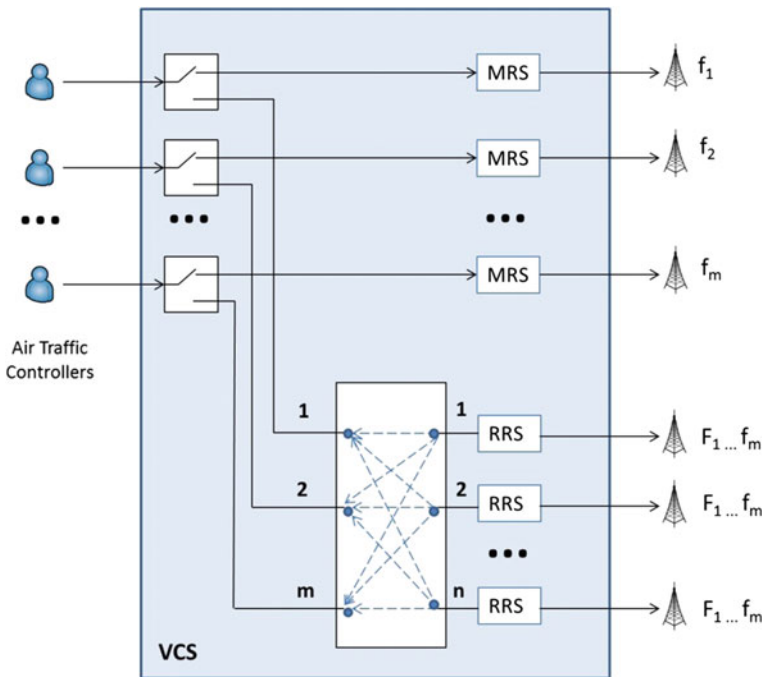 MRS f1
MRS f2
MRS fm
Air Traffic
Controllers
1 1 RRS F1 ... fm
2 2 RRS F1 ... fm
m n RRS F1 ... fm
VCS